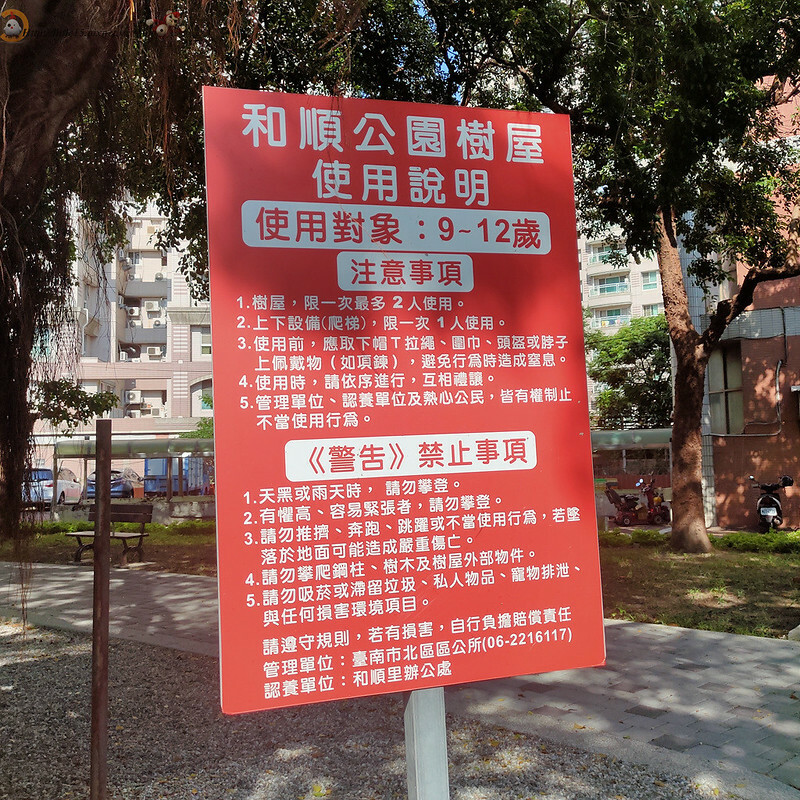 和順公園樹屋
使用說明
使用對象：9~12歲
注意事項
1.樹屋，限一次最多2人使用。
2.上下設備(爬梯)，限一次1人使用。
3.使用前，應取下帽T拉繩、圍巾、頭盔或脖子
上佩戴物（如項鍊），避免行為時造成窒息。
4.使用時，請依序進行，互相禮讓。
5.管理單位、認養單位及熱心公民，皆有權制止
不當使用行為。
《警告》禁止事項
1.天黑或雨天時，請勿攀登。
2.有懼高、容易緊張者，請勿攀登。
3.請勿推擠、奔跑、跳躍或不當使用行為，若墜
落於地面可能造成嚴重傷亡。
4.請勿攀爬鋼柱、樹木及樹屋外部物件。
5.請勿吸菸或滯留垃圾、私人物品、寵物排泄、
與任何損害環境項目。
請遵守規則，若有損害，自行負擔賠償責任
管理單位：臺南市北區區公所(06-2216117)
認養單位：和順里辦公處